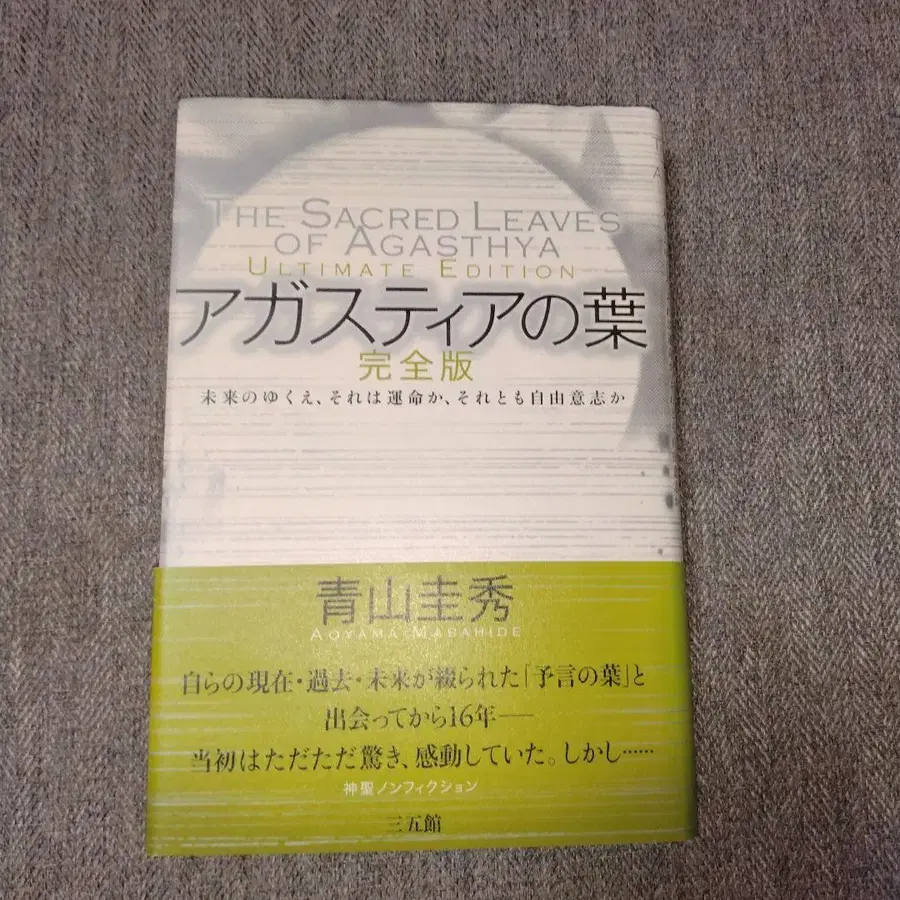 THE SACRED LEAVES
OF AGASTHYA
ULTIMATE EDITION
アガスティアの葉
完全版
未来のゆくえ、それは運命か、それとも自由意志か
青山圭秀
AOYAMA MASAHIDE
自らの現在・過去・未来が綴られた「予言の葉」と
出会ってから16年──
当初はただただ驚き、感動していた。しかし……
神聖ノンフィクション
三五館